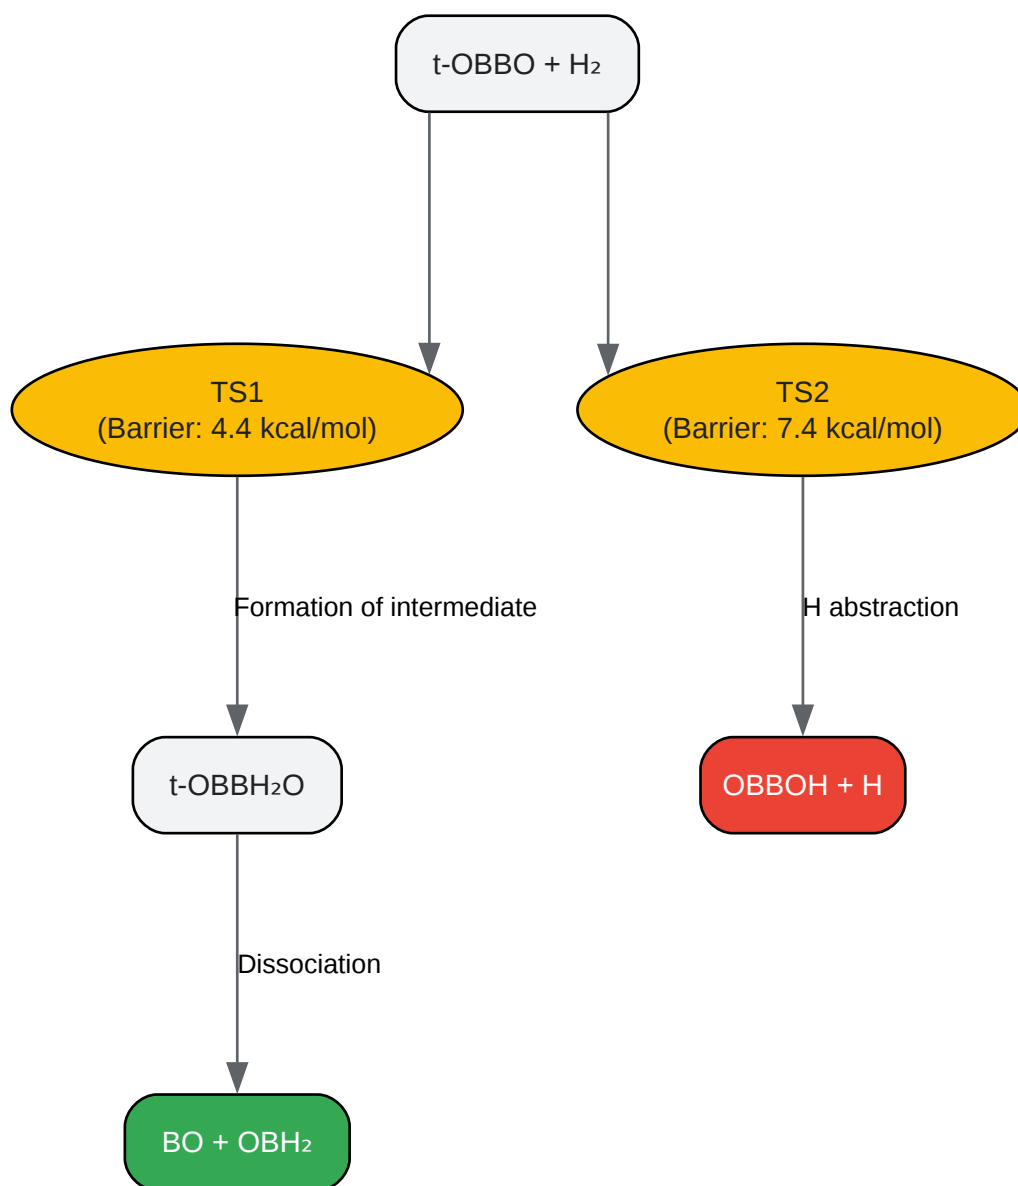 t-OBBO + H₂
TS1
(Barrier: 4.4 kcal/mol)
TS2
(Barrier: 7.4 kcal/mol)
Formation of intermediate
H abstraction
t-OBBH₂O
OBBOH + H
Dissociation
BO + OBH₂